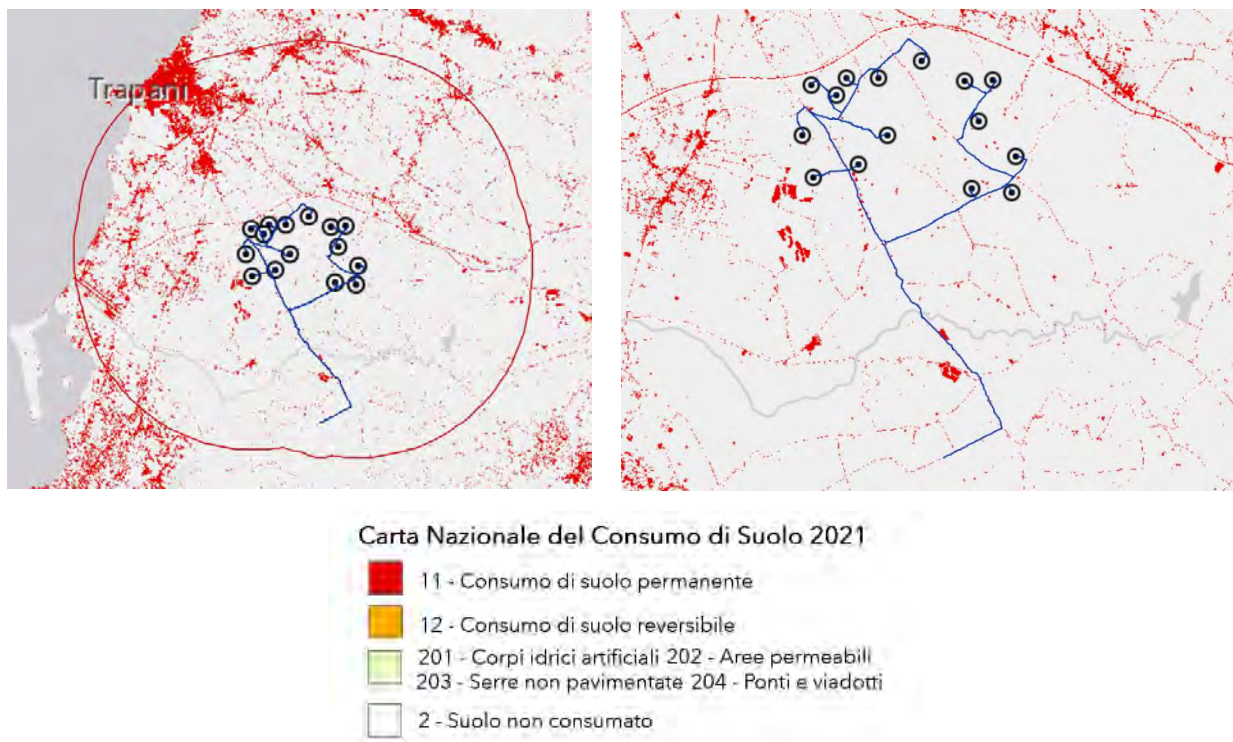 Trapani
Carta Nazionale del Consumo di Suolo 2021
11 - Consumo di suolo permanente
12 - Consumo di suolo reversibile
201 - Corpi idrici artificiali 202 - Aree permeabili
203 - Serre non pavimentate 204 - Ponti e viadotti
2 - Suolo non consumato